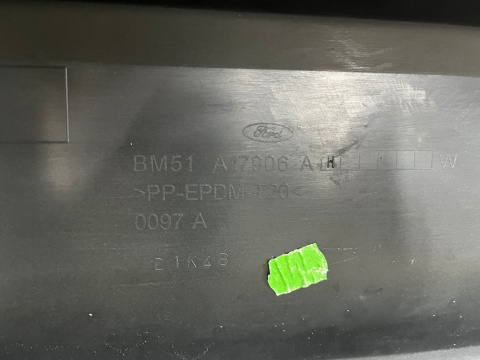 Ford
BM51 A17906 A H W
>PP-EPDM-T20<
0097 A